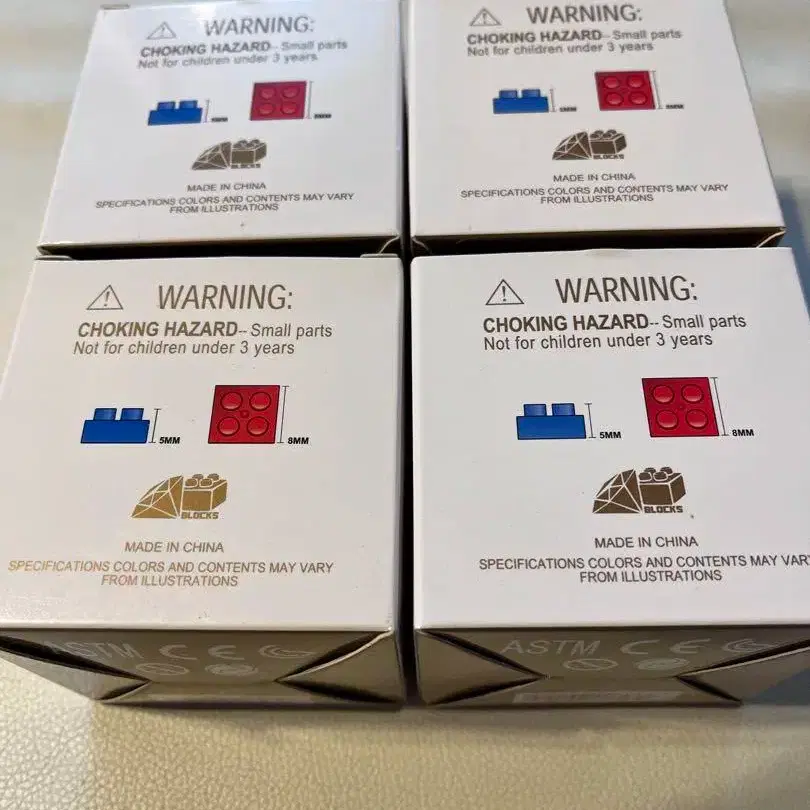 WARNING:
CHOKING HAZARD-- Small parts
Not for children under 3 years
5MM
8MM
BLOCKS
MADE IN CHINA
SPECIFICATIONS COLORS AND CONTENTS MAY VARY
FROM ILLUSTRATIONS
WARNING:
CHOKING HAZARD-- Small parts
Not for children under 3 years
5MM
8MM
BLOCKS
MADE IN CHINA
SPECIFICATIONS COLORS AND CONTENTS MAY VARY
FROM ILLUSTRATIONS
WARNING:
CHOKING HAZARD-- Small parts
Not for children under 3 years
5MM
8MM
BLOCKS
MADE IN CHINA
SPECIFICATIONS COLORS AND CONTENTS MAY VARY
FROM ILLUSTRATIONS
ASTM CE
WARNING:
CHOKING HAZARD-- Small parts
Not for children under 3 years
5MM
8MM
BLOCKS
MADE IN CHINA
SPECIFICATIONS COLORS AND CONTENTS MAY VAR
FROM ILLUSTRATIONS
ASTM CE